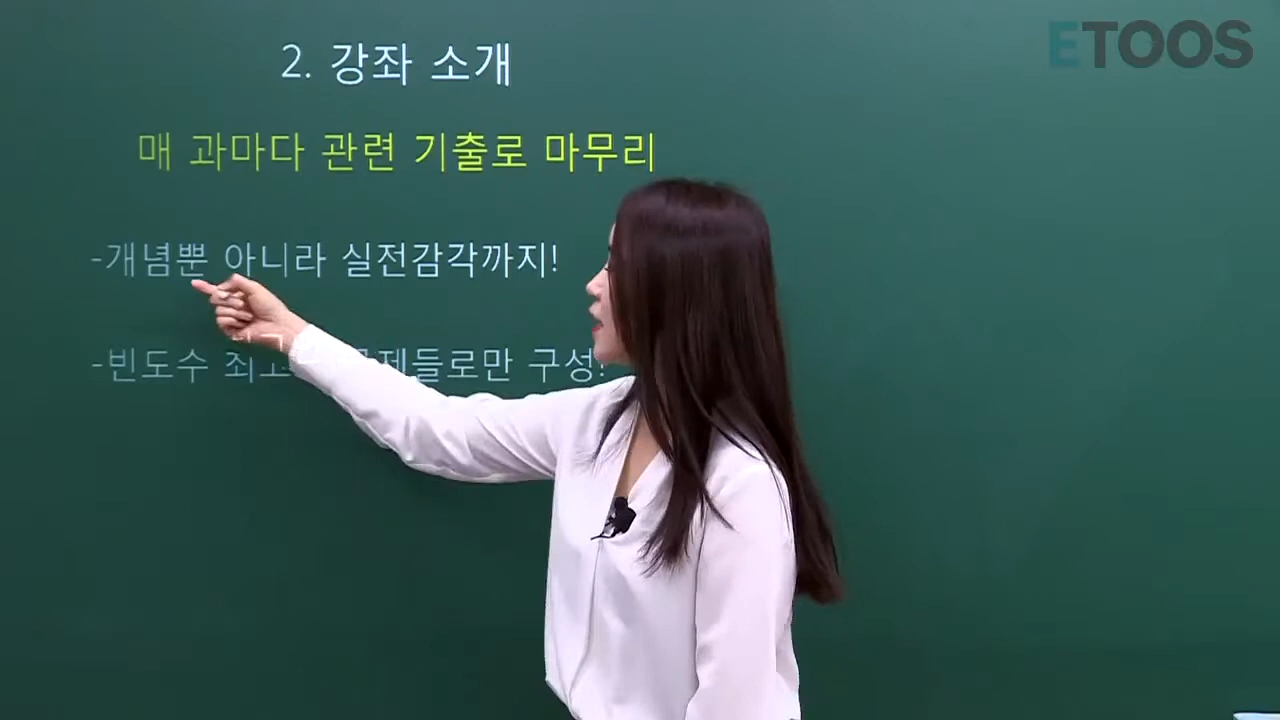 ETOOS
2. 강좌 소개
매 과마다 관련 기출로 마무리
-개념뿐 아니라 실전감각까지!
-빈도수 문제들로만 구성!